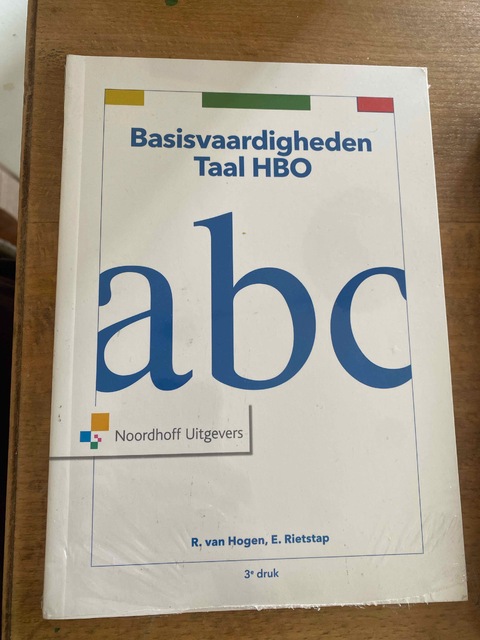 Basisvaardigheden
Taal HBO
abc
Noordhoff Uitgevers
R. van Hogen, E. Rietstap
3e druk